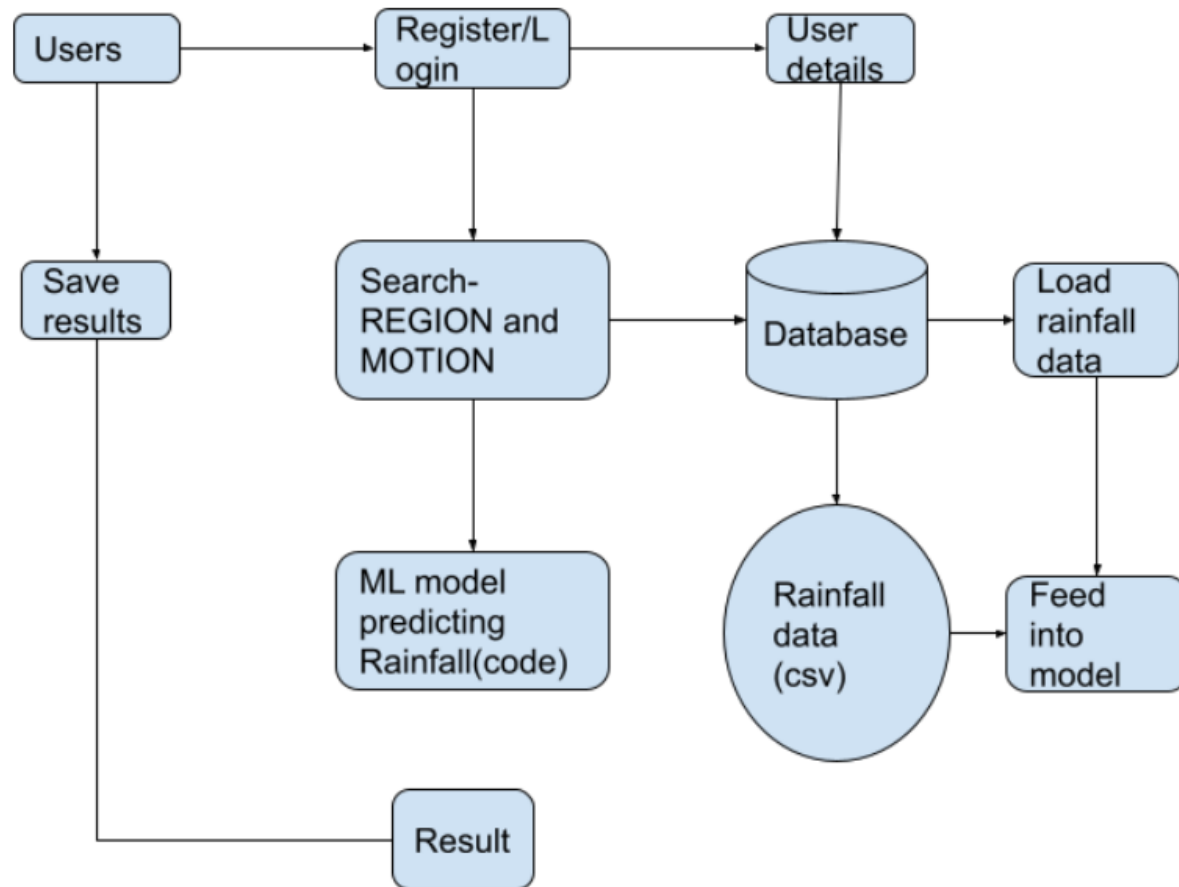 Users
Register/L
ogin
User
details
Save
results
Search-
REGION and
MOTION
Database
Load
rainfall
data
ML model
predicting
Rainfall(code)
Rainfall
data
(csv)
Feed
into
model
Result